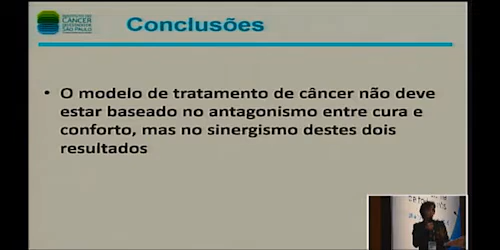 CÂNCER
SÃO PAULO
Conclusões
• O modelo de tratamento de câncer não deve
estar baseado no antagonismo entre cura e
conforto, mas no sinergismo destes dois
resultados